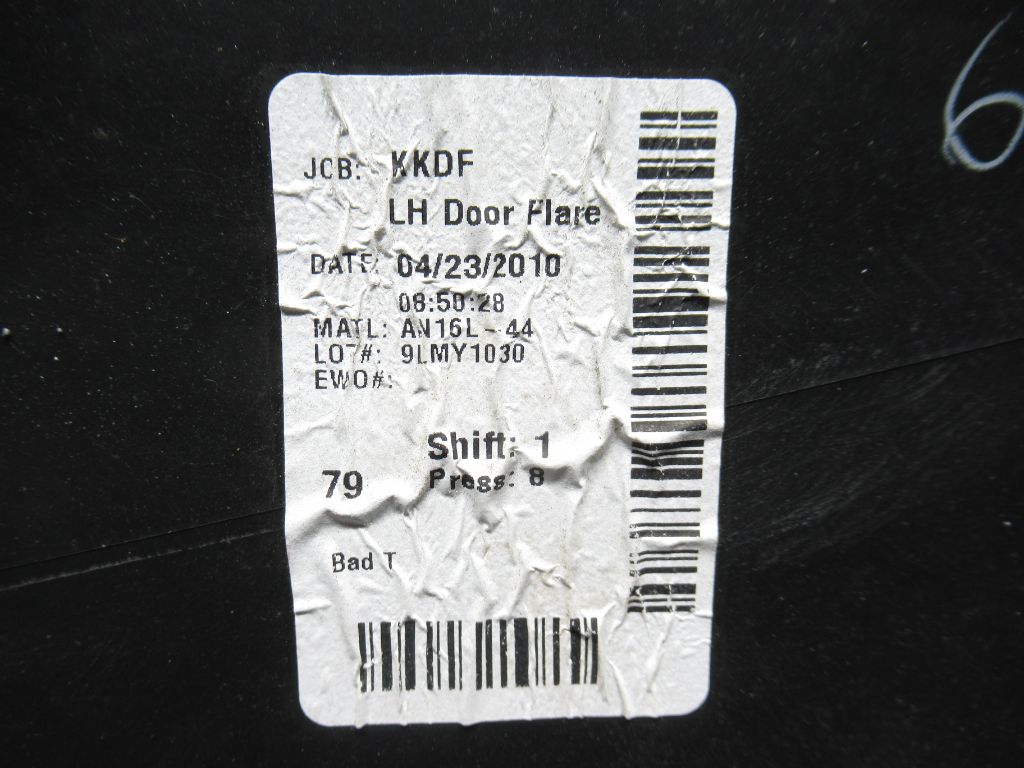 JOB: KKDF
LH Door Flare
DATE: 04/23/2010
08:50:28
MATL: AN16L-44
LOT#: 9LMY1030
EWO#:
Shift: 1
79 Press: 8
Bad T
6